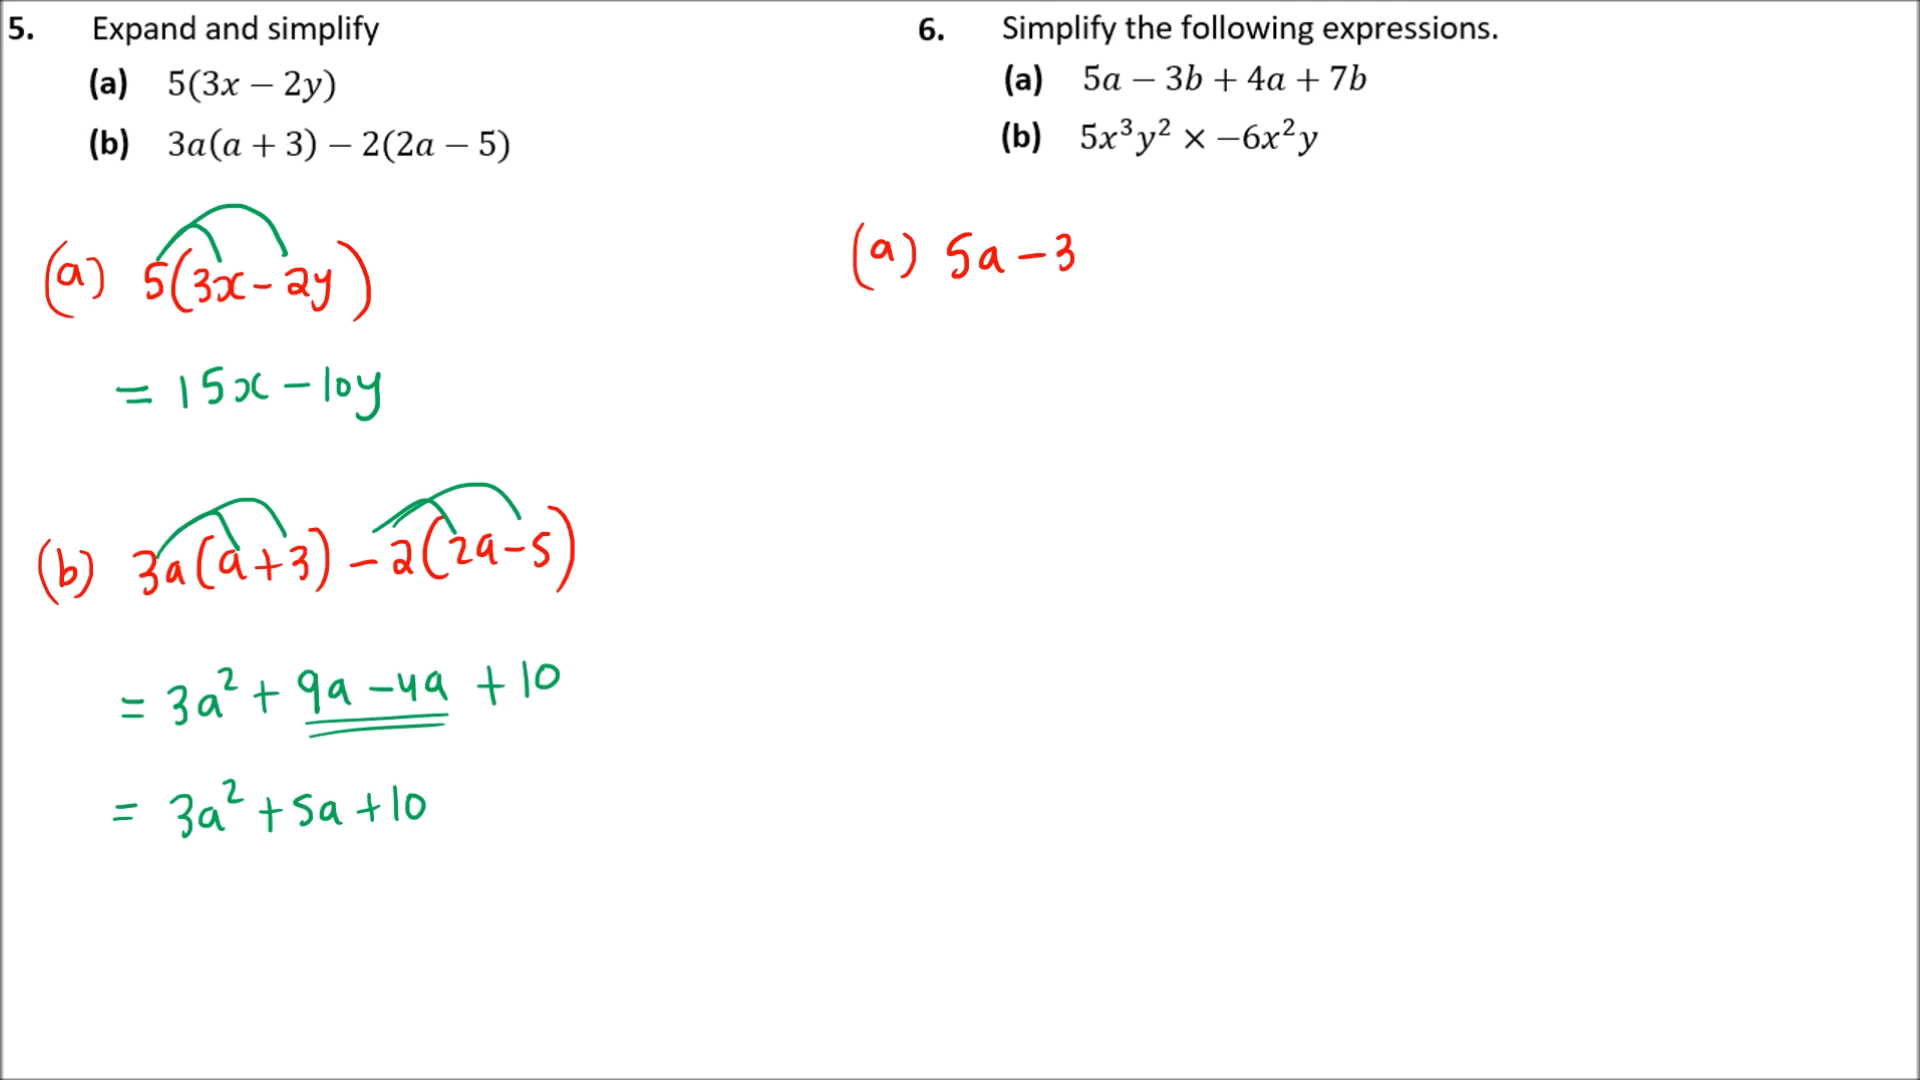 5. Expand and simplify
(a) 5(3x − 2y)
(b) 3a(a + 3) − 2(2a − 5)
(a) 5(3x − 2y)
= 15x − 10y
(b) 3a(a + 3) − 2(2a − 5)
= 3a² + 9a − 4a + 10
= 3a² + 5a + 10
6. Simplify the following expressions.
(a) 5a − 3b + 4a + 7b
(b) 5x³y² × −6x²y
(a) 5a − 3